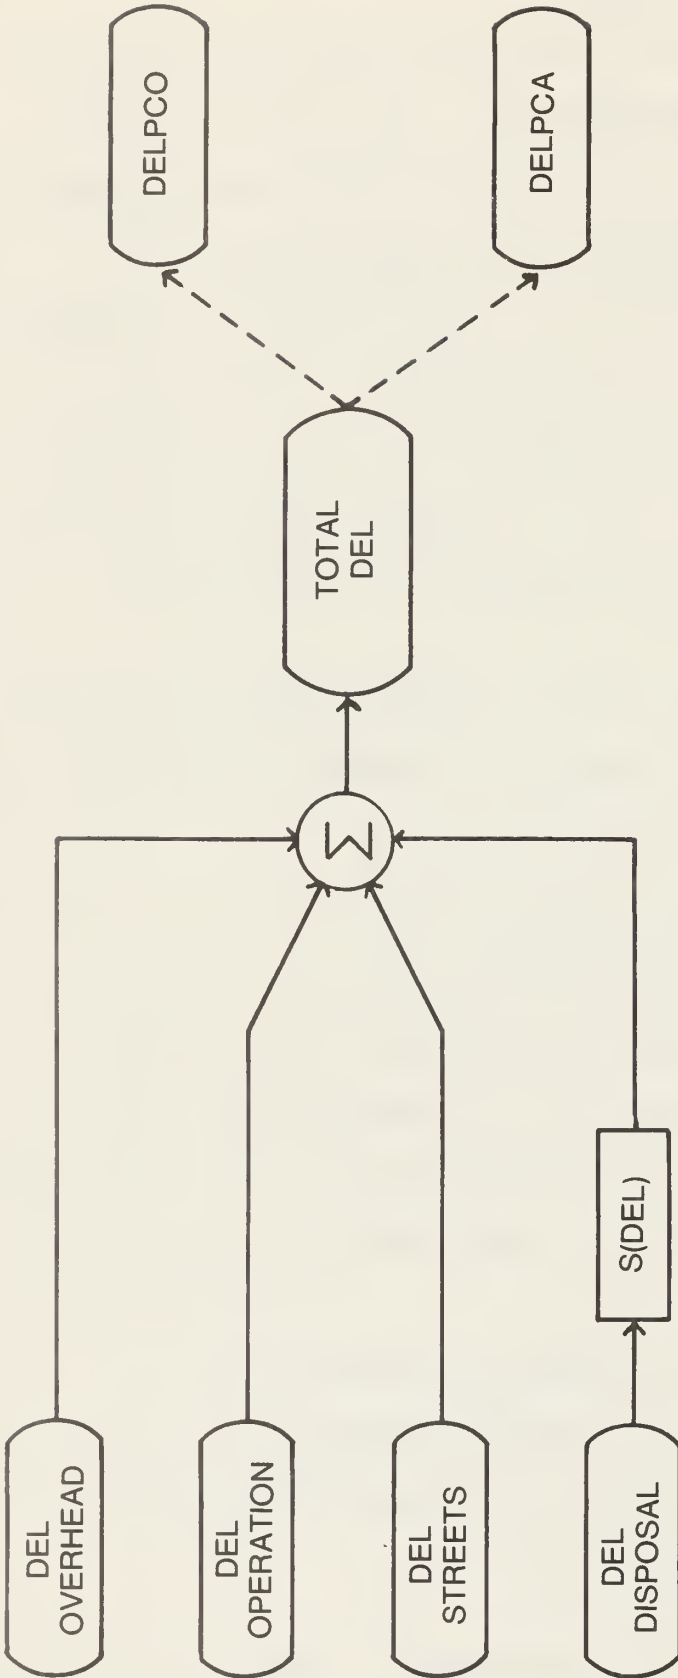 DEL
OVERHEAD
DEL
OPERATION
DEL
STREETS
DEL
DISPOSAL
S(DEL)
Σ
TOTAL
DEL
DELPCO
DELPCA